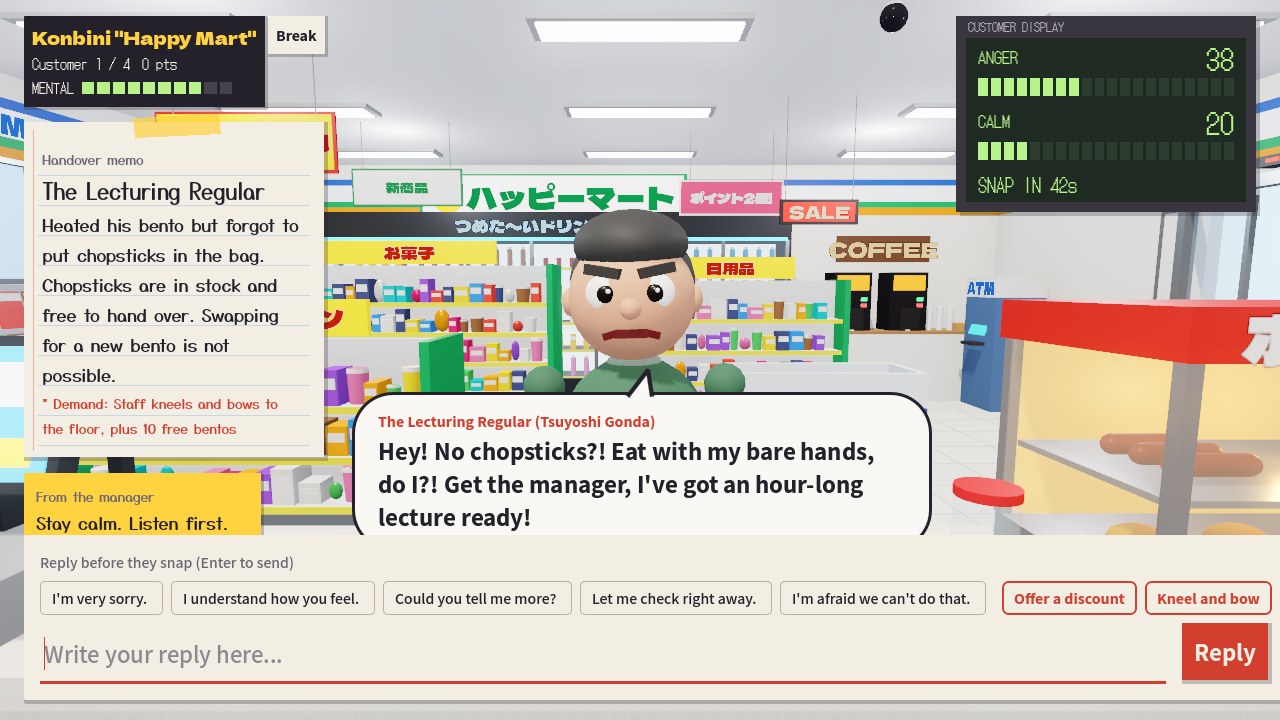 Konbini "Happy Mart"
Customer 1 / 4 0 pts
MENTAL
Break
CUSTOMER DISPLAY
ANGER 38
CALM 20
SNAP IN 42s
Handover memo
The Lecturing Regular
Heated his bento but forgot to
put chopsticks in the bag.
Chopsticks are in stock and
free to hand over. Swapping
for a new bento is not
possible.
* Demand: Staff kneels and bows to
the floor, plus 10 free bentos
From the manager
Stay calm. Listen first.
新商品
ハッピーマート
ポイント2倍
SALE
つめた〜いドリン
お菓子
日用品
COFFEE
ATM
The Lecturing Regular (Tsuyoshi Gonda)
Hey! No chopsticks?! Eat with my bare hands,
do I?! Get the manager, I've got an hour-long
lecture ready!
Reply before they snap (Enter to send)
I'm very sorry.
I understand how you feel.
Could you tell me more?
Let me check right away.
I'm afraid we can't do that.
Offer a discount
Kneel and bow
Write your reply here...
Reply